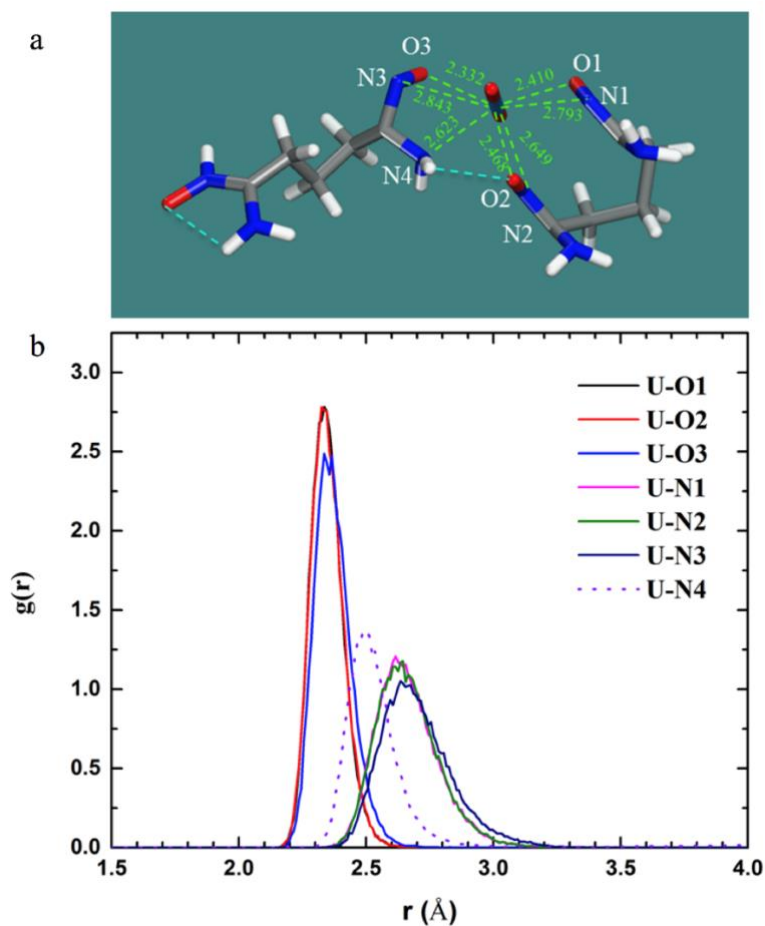 a
O3
N3
2.332
2.410
O1
N1
2.843
2.793
2.623
2.468
2.649
N4
O2
N2
b
3.0
2.5
2.0
1.5
1.0
0.5
0.0
g(r)
U-O1
U-O2
U-O3
U-N1
U-N2
U-N3
U-N4
1.5 2.0 2.5 3.0 3.5 4.0
r (Å)